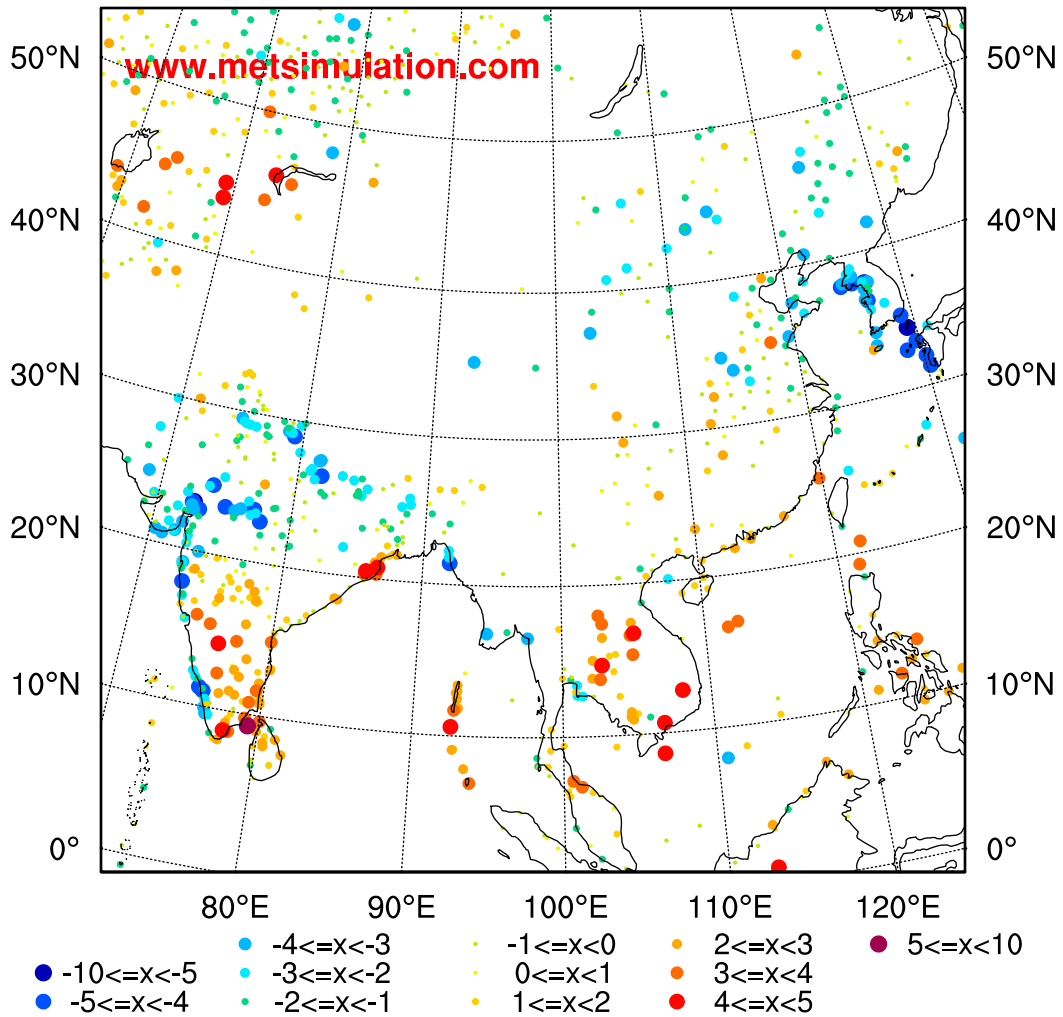 50°N 50°N
www.metsimulation.com
40°N 40°N
30°N 30°N
20°N 20°N
10°N 10°N
0° 0°
80°E 90°E 100°E 110°E 120°E
-4<=x<-3 -1<=x<0 2<=x<3 5<=x<10
-10<=x<-5 -3<=x<-2 0<=x<1 3<=x<4
-5<=x<-4 -2<=x<-1 1<=x<2 4<=x<5